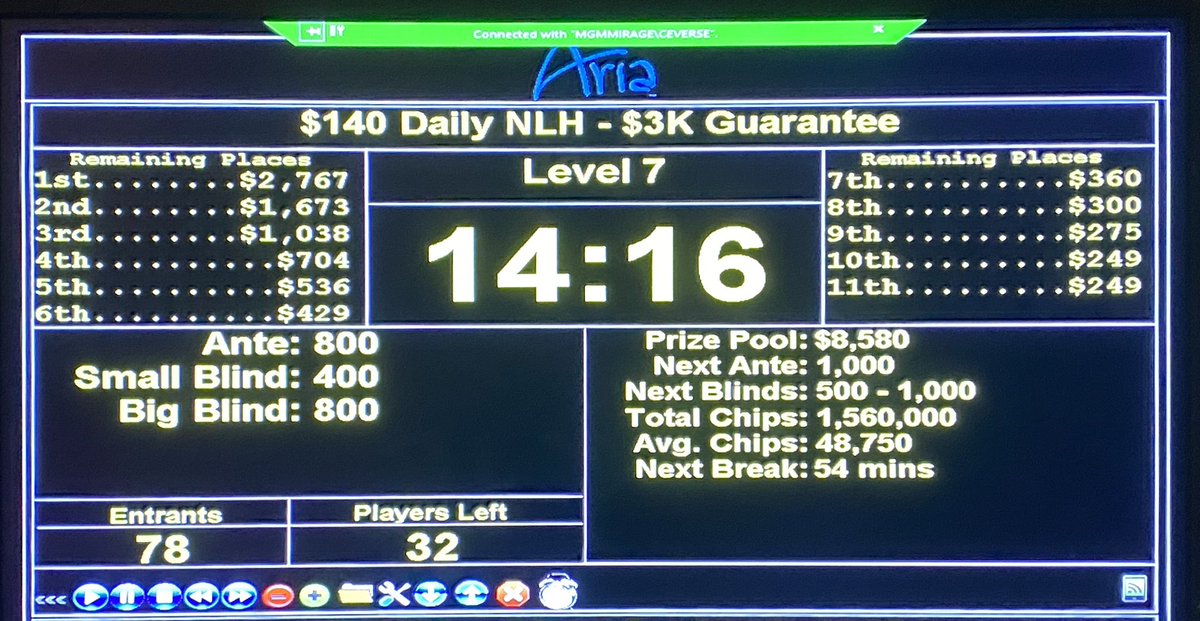 Connected with "MGMMIRAGE\CEVERSE".
Aria
$140 Daily NLH - $3K Guarantee
Remaining Places
1st........$2,767
2nd........$1,673
3rd........$1,038
4th..........$704
5th..........$536
6th..........$429
Level 7
14:16
Remaining Places
7th..........$360
8th..........$300
9th..........$275
10th.........$249
11th.........$249
Ante: 800
Small Blind: 400
Big Blind: 800
Prize Pool: $8,580
Next Ante: 1,000
Next Blinds: 500 - 1,000
Total Chips: 1,560,000
Avg. Chips: 48,750
Next Break: 54 mins
Entrants
78
Players Left
32
<<<